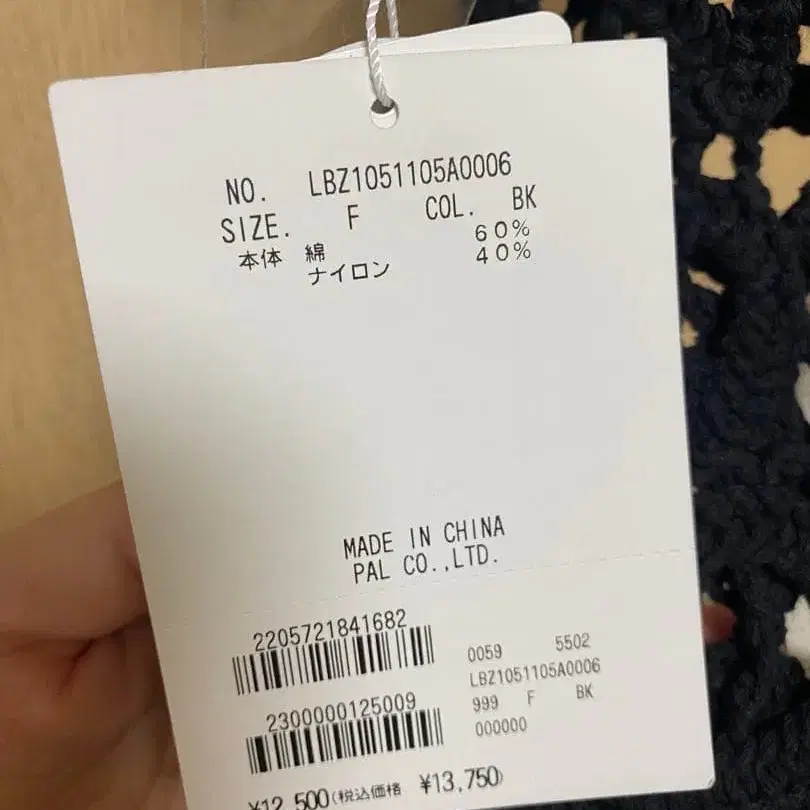 NO. LBZ1051105A0006
SIZE. F COL. BK
本体 綿 60%
ナイロン 40%
MADE IN CHINA
PAL CO.,LTD.
2205721841682
0059 5502
LBZ1051105A0006
999 F BK
000000
2300000125009
¥12,500(税込価格 ¥13,750)